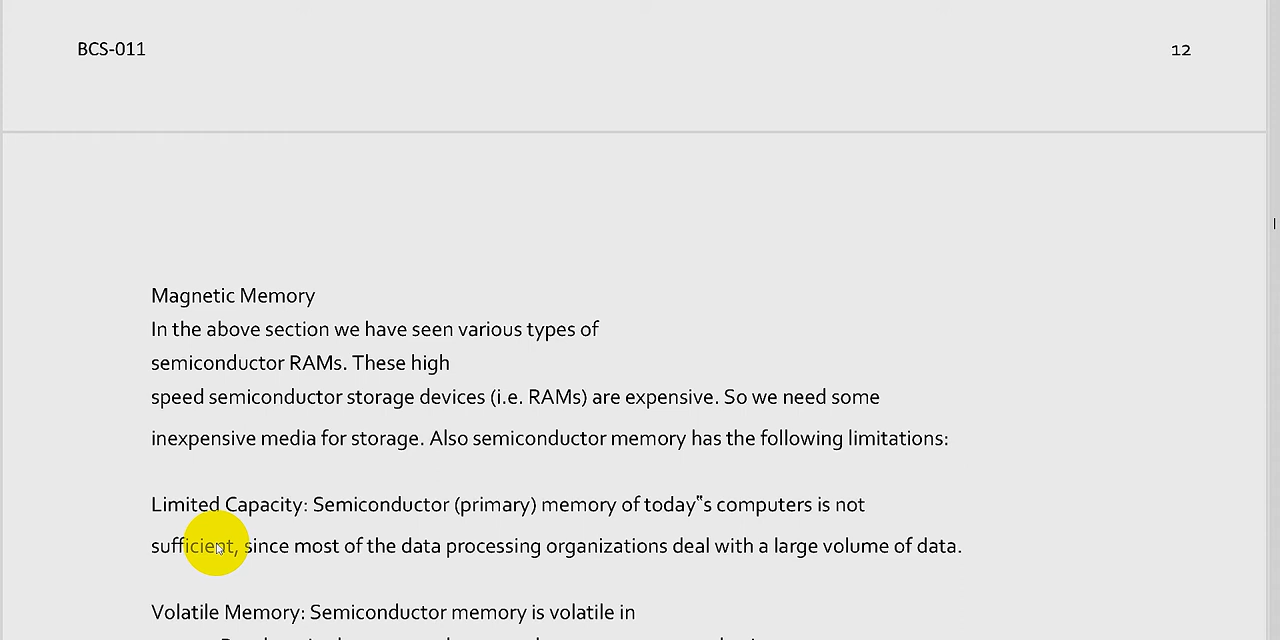 BCS-011
12
Magnetic Memory
In the above section we have seen various types of
semiconductor RAMs. These high
speed semiconductor storage devices (i.e. RAMs) are expensive. So we need some
inexpensive media for storage. Also semiconductor memory has the following limitations:
Limited Capacity: Semiconductor (primary) memory of today‟s computers is not
sufficient, since most of the data processing organizations deal with a large volume of data.
Volatile Memory: Semiconductor memory is volatile in